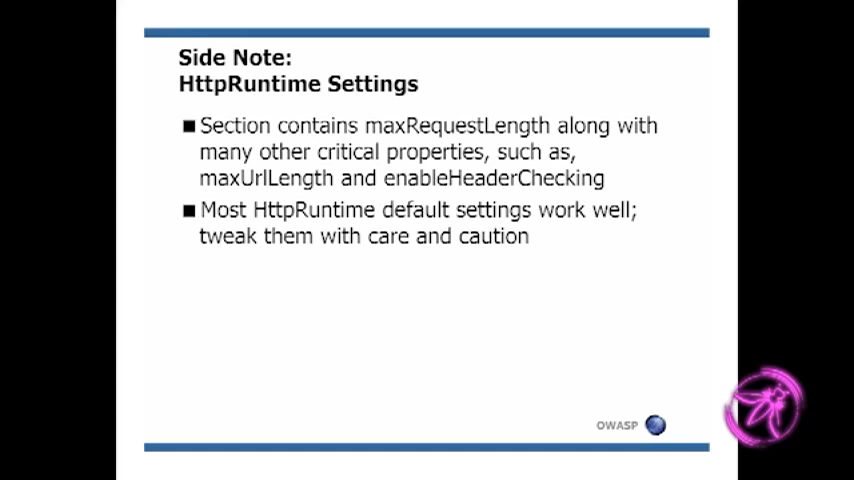 Side Note:
HttpRuntime Settings
Section contains maxRequestLength along with
many other critical properties, such as,
maxUrlLength and enableHeaderChecking
Most HttpRuntime default settings work well;
tweak them with care and caution
OWASP